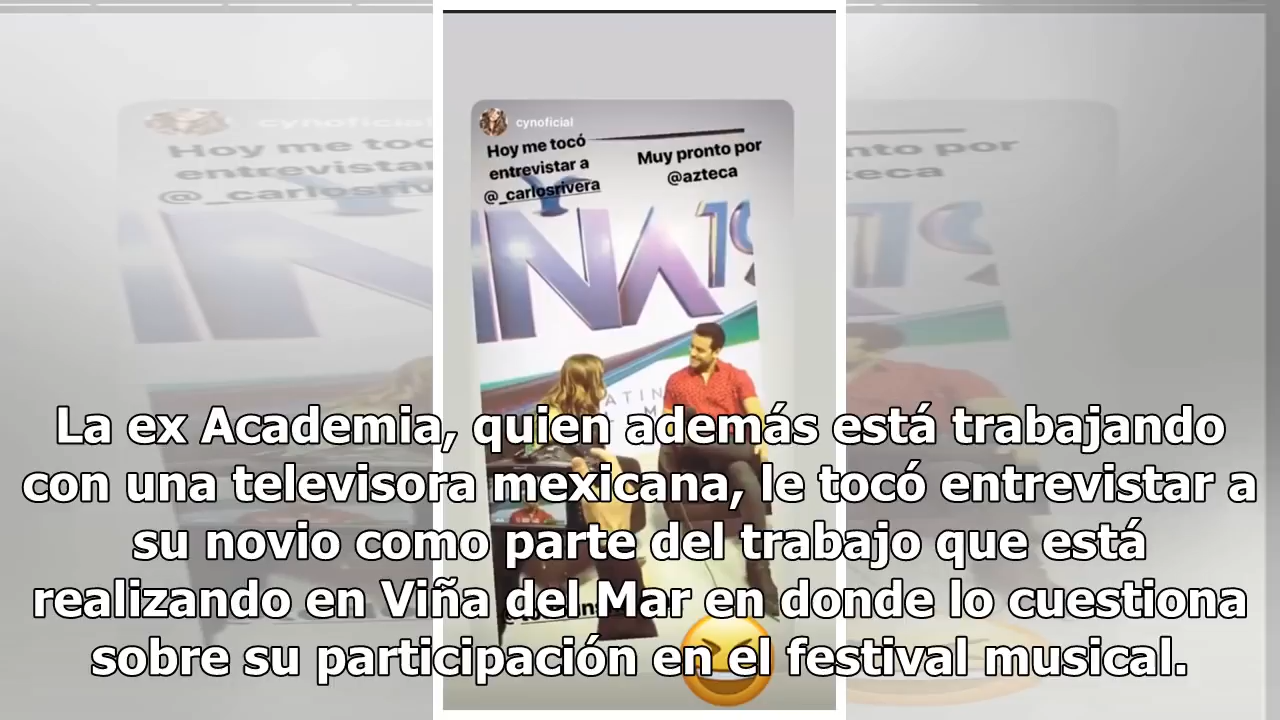 cynoficial
Hoy me tocó
entrevistar a
@_carlosrivera
Muy pronto por
@azteca
IÑA 19
La ex Academia, quien además está trabajando
con una televisora mexicana, le tocó entrevistar a
su novio como parte del trabajo que está
realizando en Viña del Mar en donde lo cuestiona
sobre su participación en el festival musical.